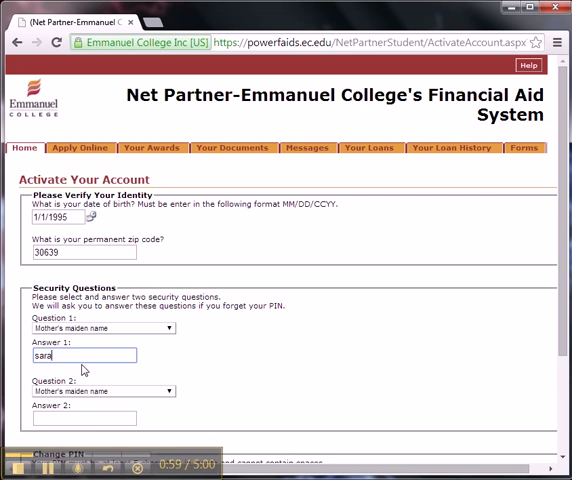 (Net Partner-Emmanuel C
Emmanuel College Inc [US]
https://powerfaids.ec.edu/NetPartnerStudent/ActivateAccount.aspx
Help
Emmanuel
COLLEGE
Net Partner-Emmanuel College's Financial Aid
System
Home
Apply Online
Your Awards
Your Documents
Messages
Your Loans
Your Loan History
Forms
Activate Your Account
Please Verify Your Identity
What is your date of birth? Must be enter in the following format MM/DD/CCYY.
1/1/1995
What is your permanent zip code?
30639
Security Questions
Please select and answer two security questions.
We will ask you to answer these questions if you forget your PIN.
Question 1:
Mother's maiden name
Answer 1:
sara
Question 2:
Mother's maiden name
Answer 2:
Change PIN
and cannot contain spaces.
0:59 / 5:00